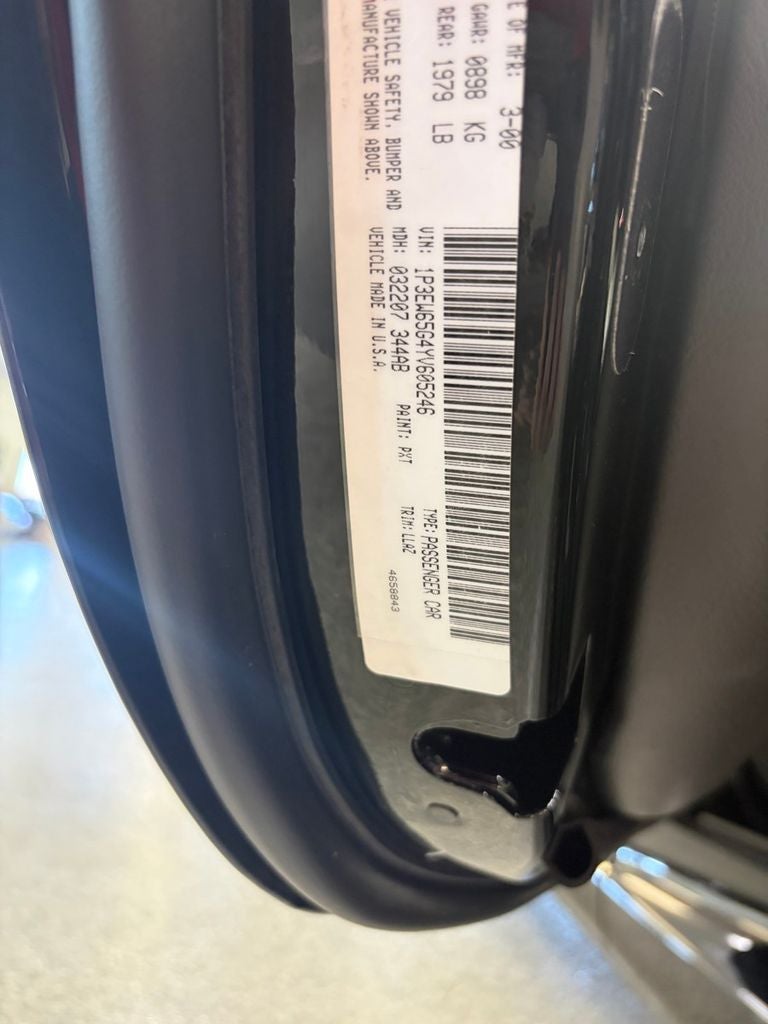 E OF MFR: 3-00
GAWR: 0898 KG
REAR: 1979 LB
VEHICLE SAFETY, BUMPER AND
MANUFACTURE SHOWN ABOVE.
VIN: 1P3EW65G4YV605246 TYPE: PASSENGER CAR
MDH: 032207 344AB PAINT: PXT TRIM: LLAZ
VEHICLE MADE IN U.S.A. 4658843